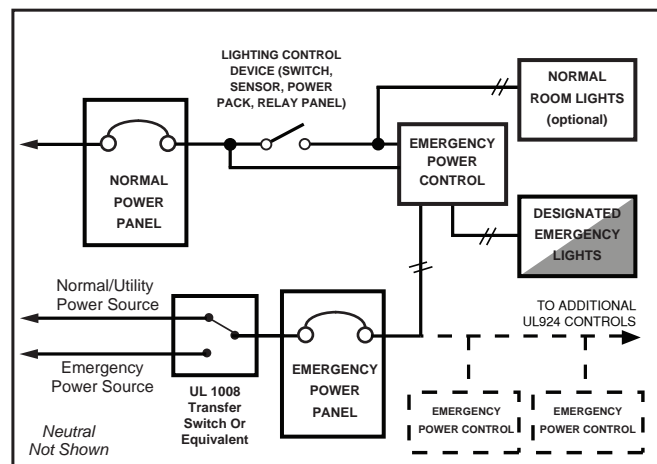 LIGHTING CONTROL
DEVICE (SWITCH,
SENSOR, POWER
PACK, RELAY PANEL)
NORMAL
ROOM LIGHTS
(optional)
EMERGENCY
POWER
CONTROL
NORMAL
POWER
PANEL
DESIGNATED
EMERGENCY
LIGHTS
Normal/Utility
Power Source
TO ADDITIONAL
UL924 CONTROLS
Emergency
Power Source
EMERGENCY
POWER
PANEL
UL 1008
Transfer
Switch Or
Equivalent
EMERGENCY
POWER CONTROL
EMERGENCY
POWER CONTROL
Neutral
Not Shown